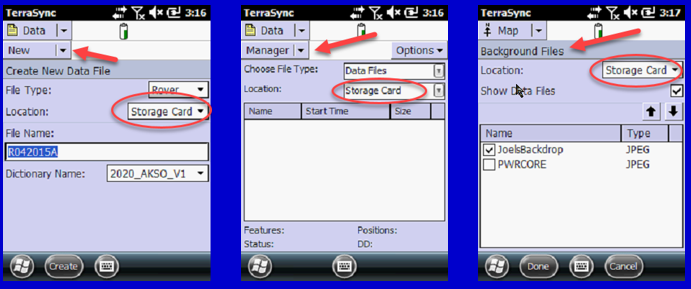 TerraSync 3:16
Data
New
Create New Data File
File Type: Rover
Location: Storage Card
File Name:
R042015A
Dictionary Name: 2020_AKSO_V1
Create
TerraSync 3:16
Data
Manager Options
Choose File Type: Data Files
Location: Storage Card
Name Start Time Size
Features: Positions:
Status: DD:
TerraSync 3:17
Map
Background Files
Location: Storage Card
Show Data Files
Name Type
JoelsBackdrop JPEG
PWRCORE JPEG
Done Cancel